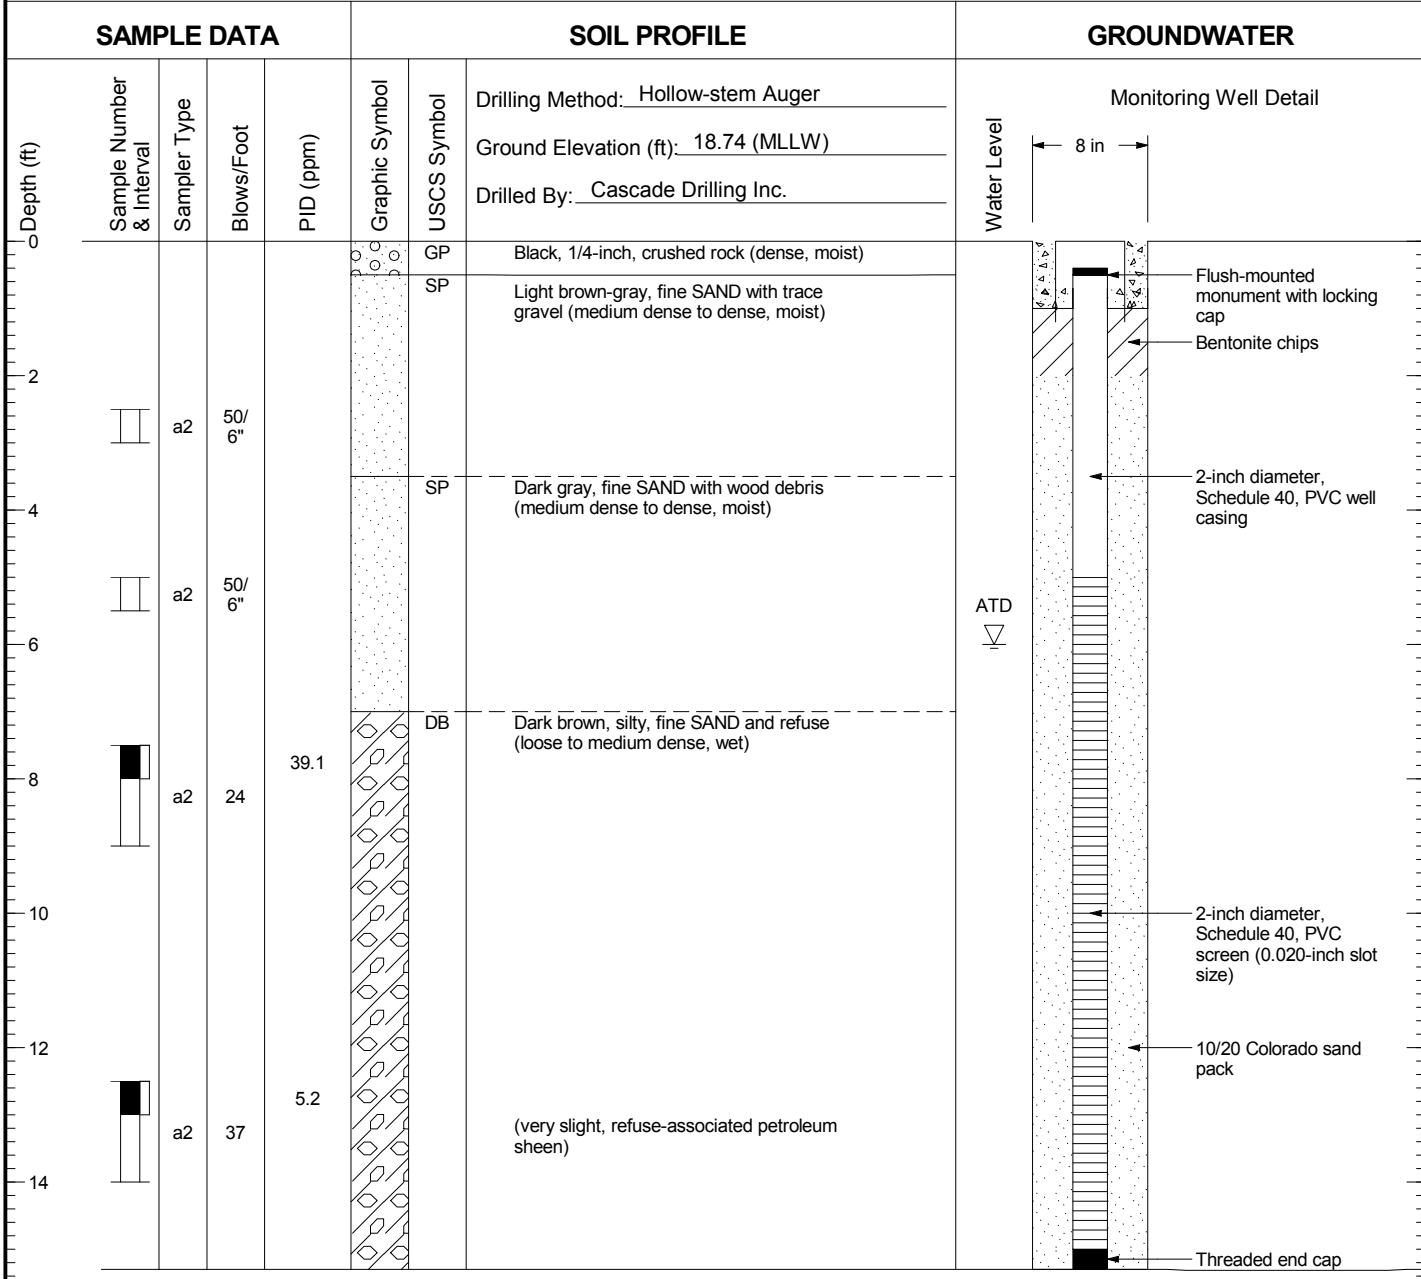 SAMPLE DATA
SOIL PROFILE
GROUNDWATER
Depth (ft)
Sample Number
& Interval
Sampler Type
Blows/Foot
PID (ppm)
Graphic Symbol
USCS Symbol
Drilling Method: Hollow-stem Auger
Ground Elevation (ft): 18.74 (MLLW)
Drilled By: Cascade Drilling Inc.
Water Level
Monitoring Well Detail
8 in
0
GP
Black, 1/4-inch, crushed rock (dense, moist)
SP
Light brown-gray, fine SAND with trace
gravel (medium dense to dense, moist)
Flush-mounted
monument with locking
cap
Bentonite chips
2
a2
50/
6"
SP
Dark gray, fine SAND with wood debris
(medium dense to dense, moist)
2-inch diameter,
Schedule 40, PVC well
casing
4
a2
50/
6"
ATD
6
DB
Dark brown, silty, fine SAND and refuse
(loose to medium dense, wet)
39.1
8
a2
24
10
2-inch diameter,
Schedule 40, PVC
screen (0.020-inch slot
size)
12
10/20 Colorado sand
pack
5.2
a2
37
(very slight, refuse-associated petroleum
sheen)
14
Threaded end cap